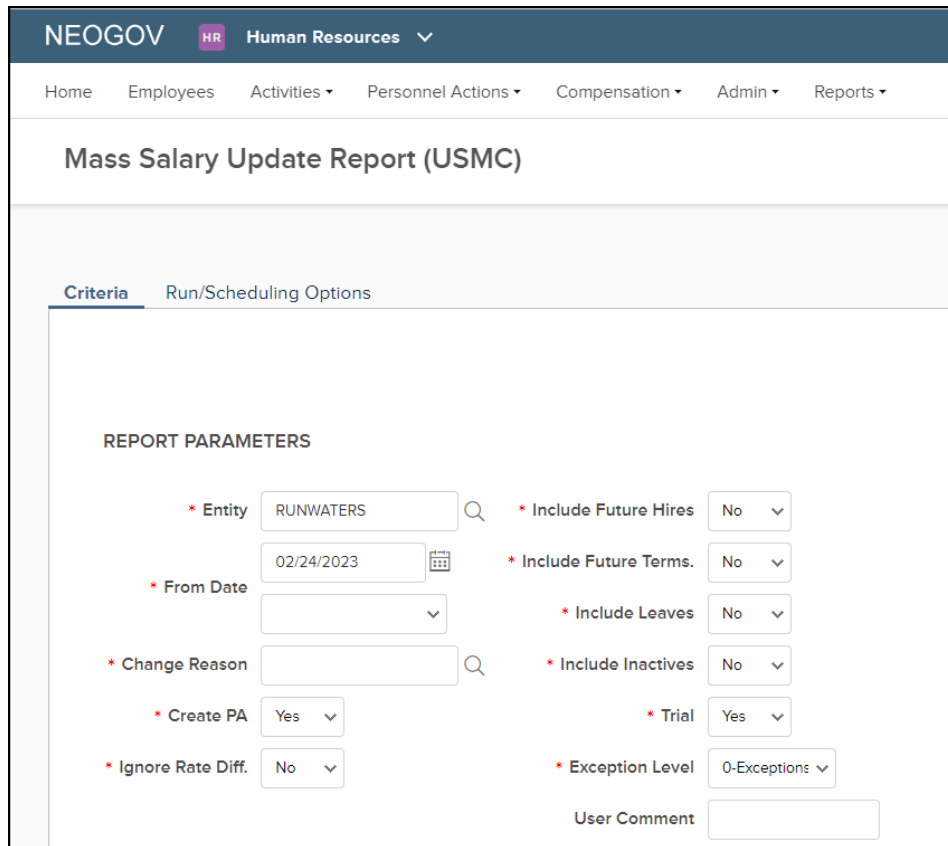 NEOGOV HR Human Resources
Home Employees Activities Personnel Actions Compensation Admin Reports
Mass Salary Update Report (USMC)
Criteria Run/Scheduling Options
REPORT PARAMETERS
* Entity RUNWATERS * Include Future Hires No
02/24/2023 * Include Future Terms. No
* From Date
* Include Leaves No
* Change Reason * Include Inactives No
* Create PA Yes * Trial Yes
* Ignore Rate Diff. No * Exception Level 0-Exceptions
User Comment